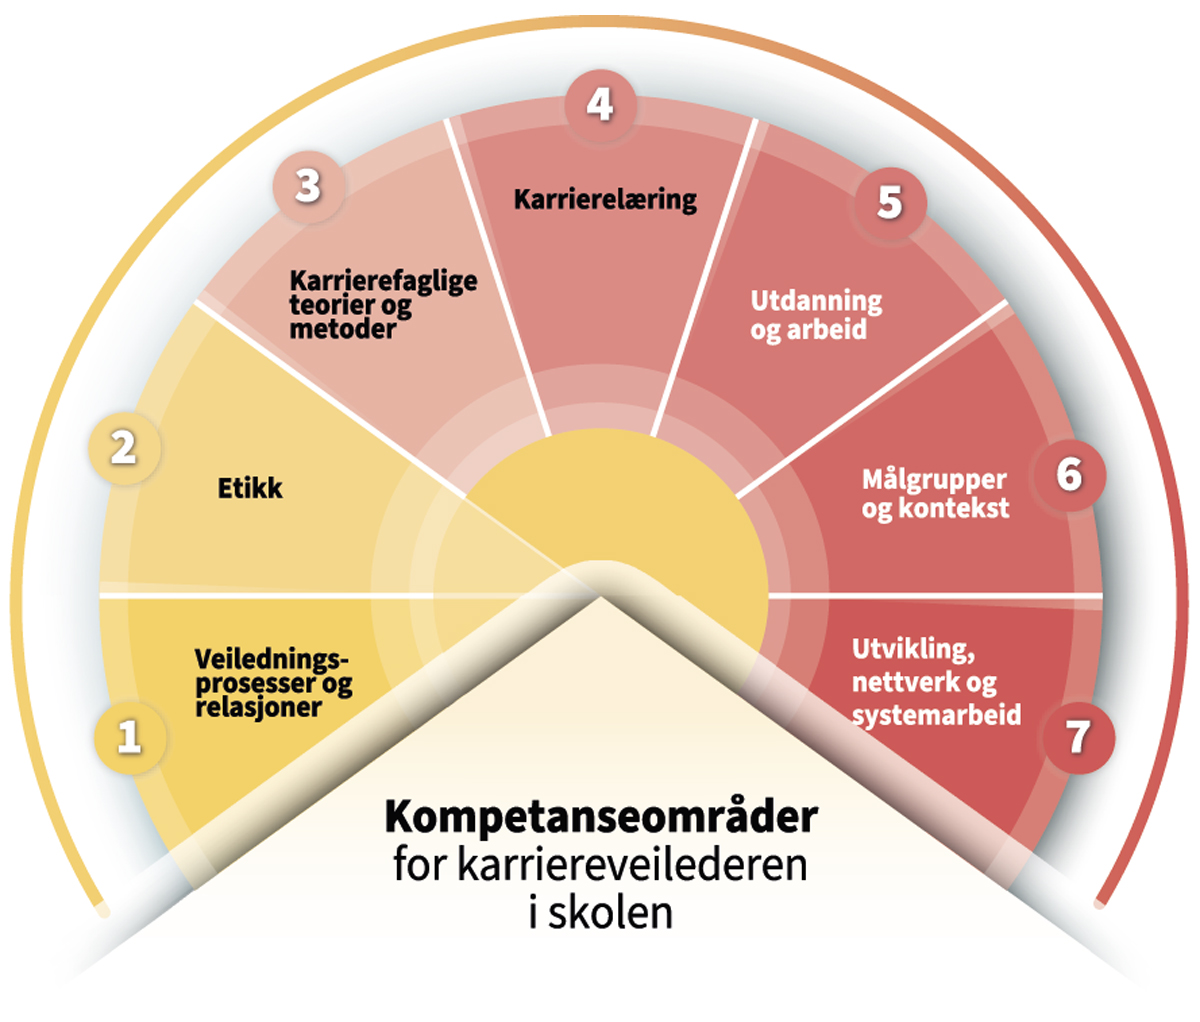 1
Veilednings-
prosesser og
relasjoner
2
Etikk
3
Karrierefaglige
teorier og
metoder
4
Karrierelæring
5
Utdanning
og arbeid
6
Målgrupper
og kontekst
7
Utvikling,
nettverk og
systemarbeid
Kompetanseområder
for karriereveilederen
i skolen